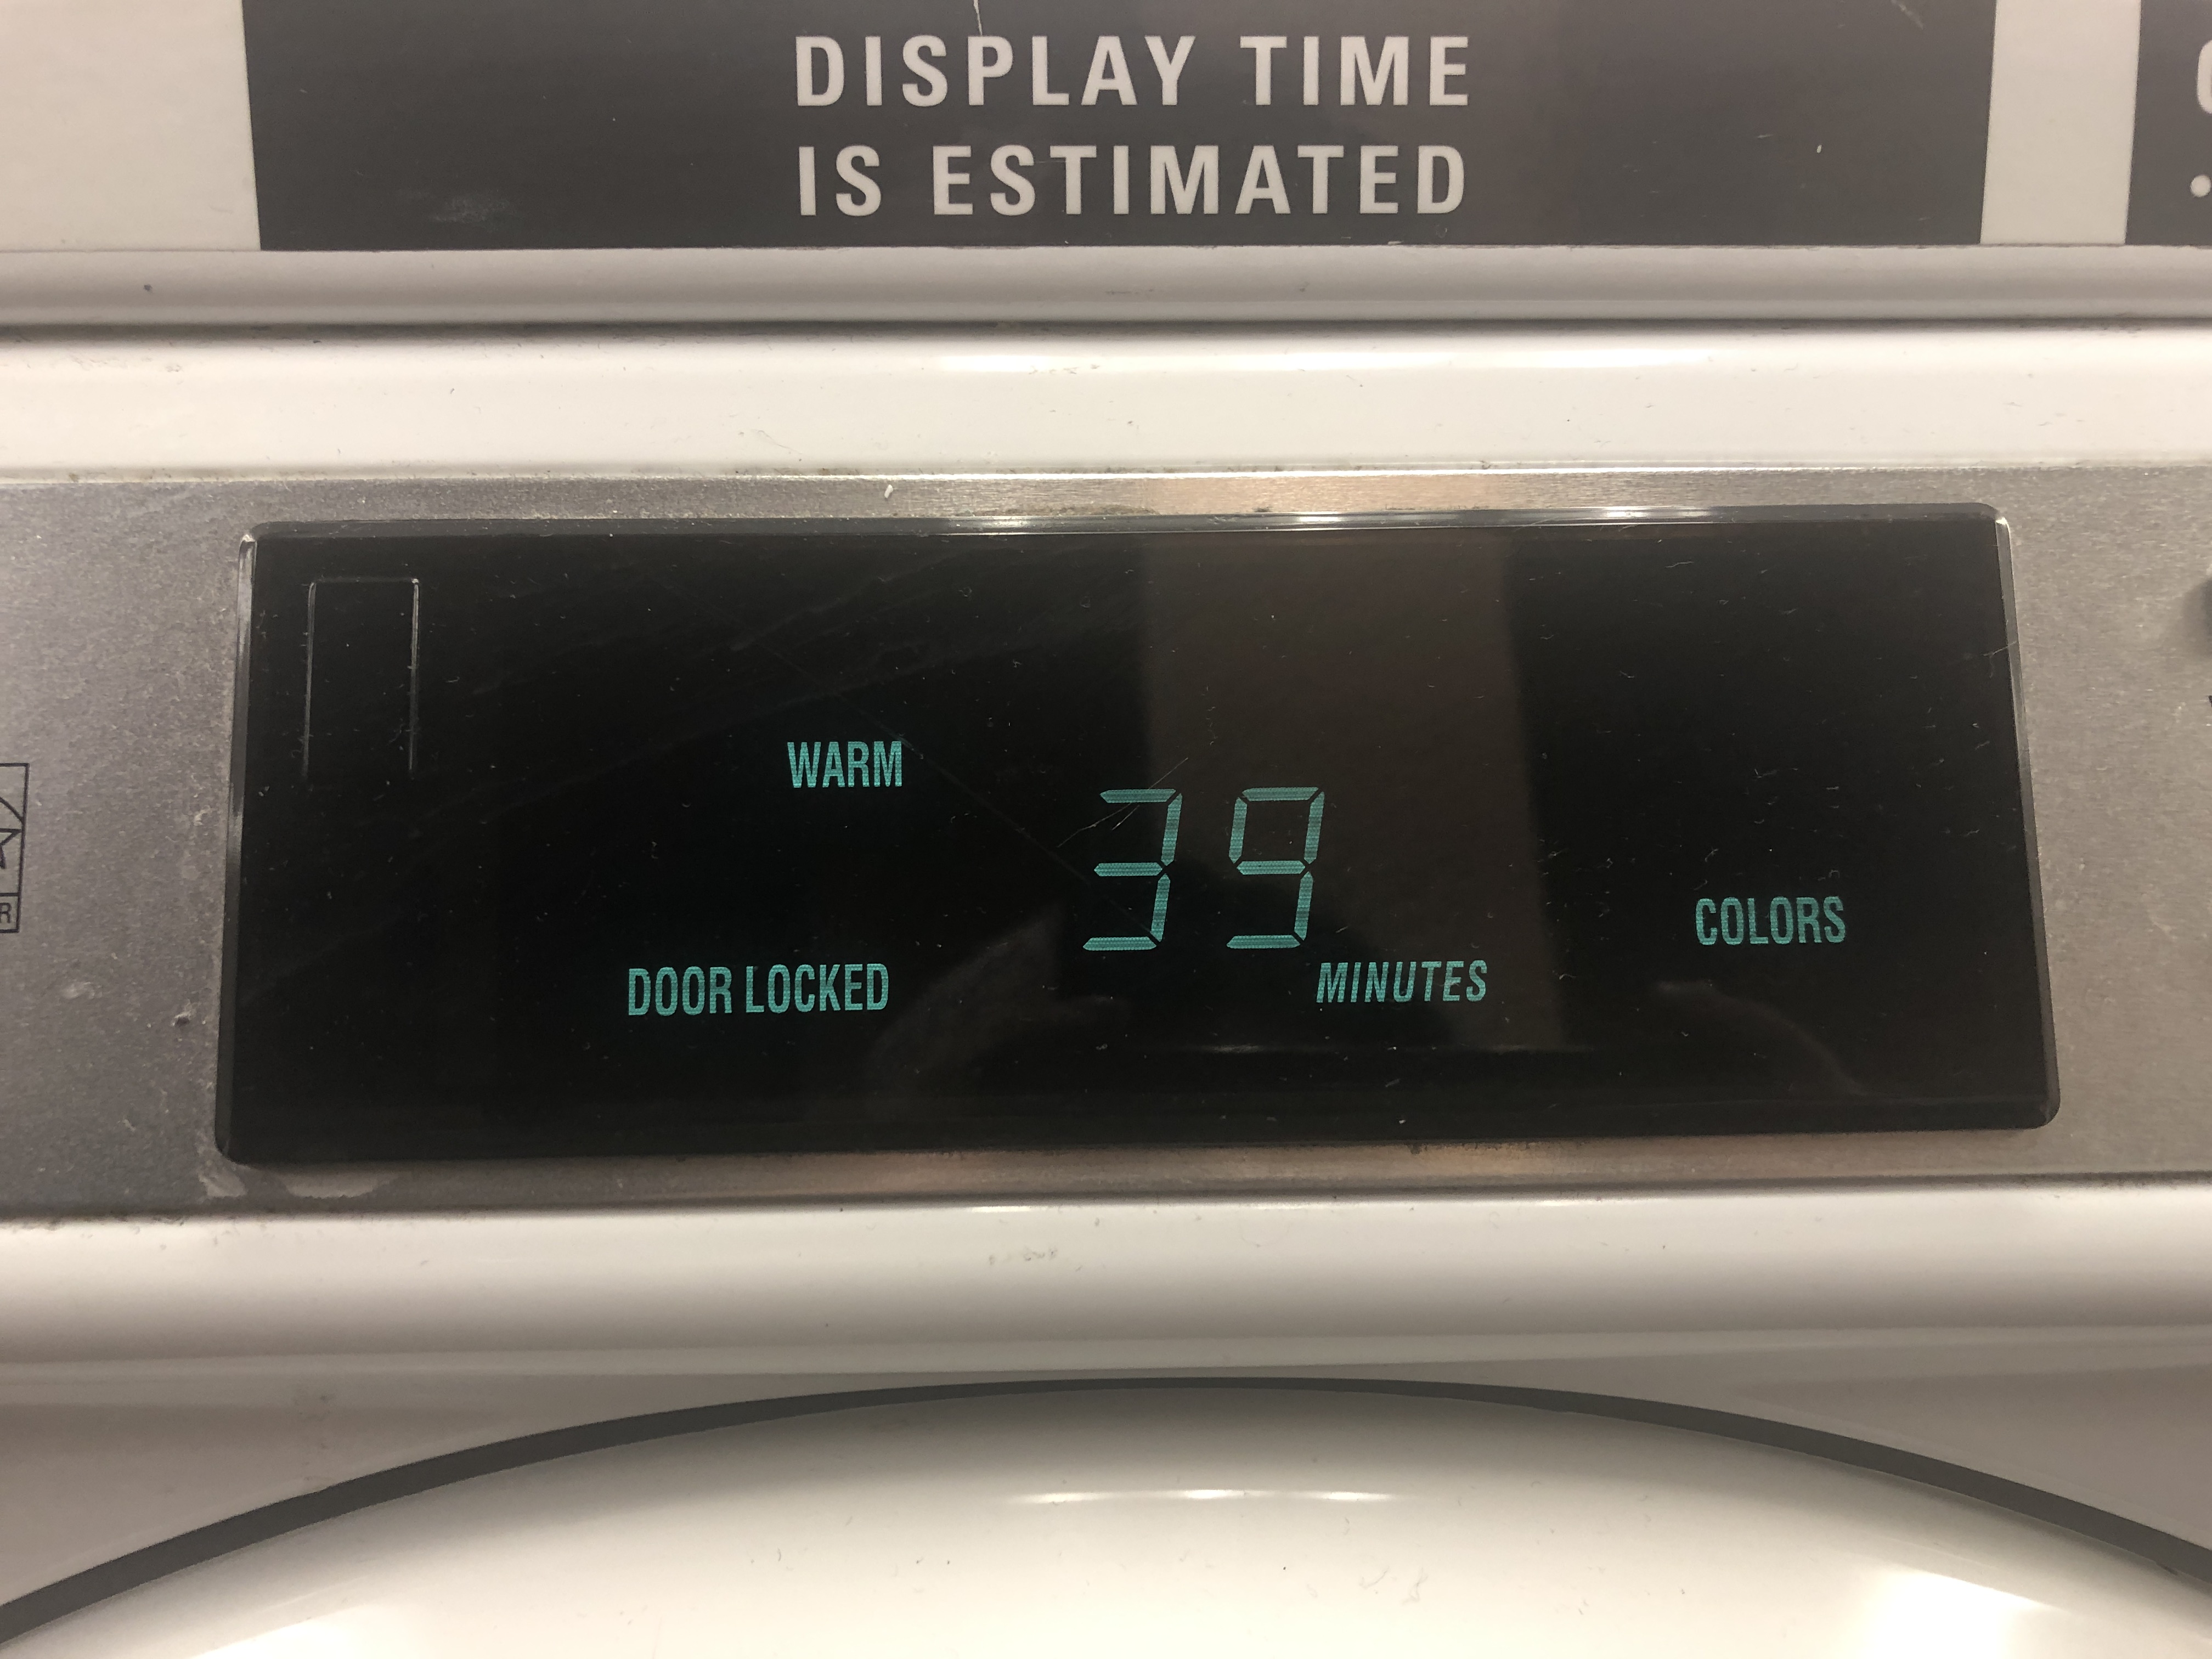 DISPLAY TIME
IS ESTIMATED
WARM
39
COLORS
DOOR LOCKED
MINUTES